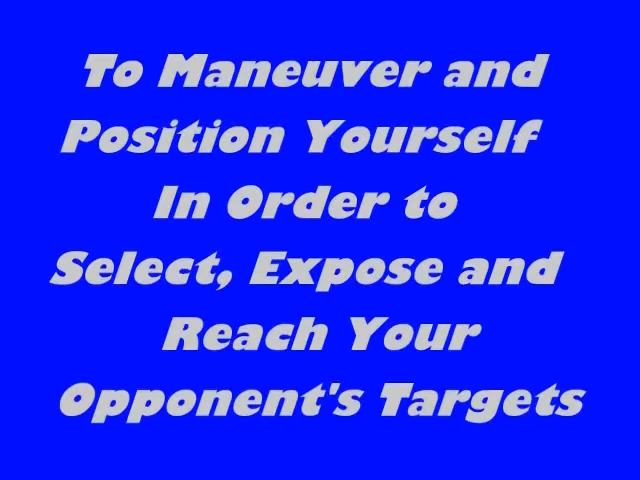 To Maneuver and
Position Yourself
In Order to
Select, Expose and
Reach Your
Opponent's Targets